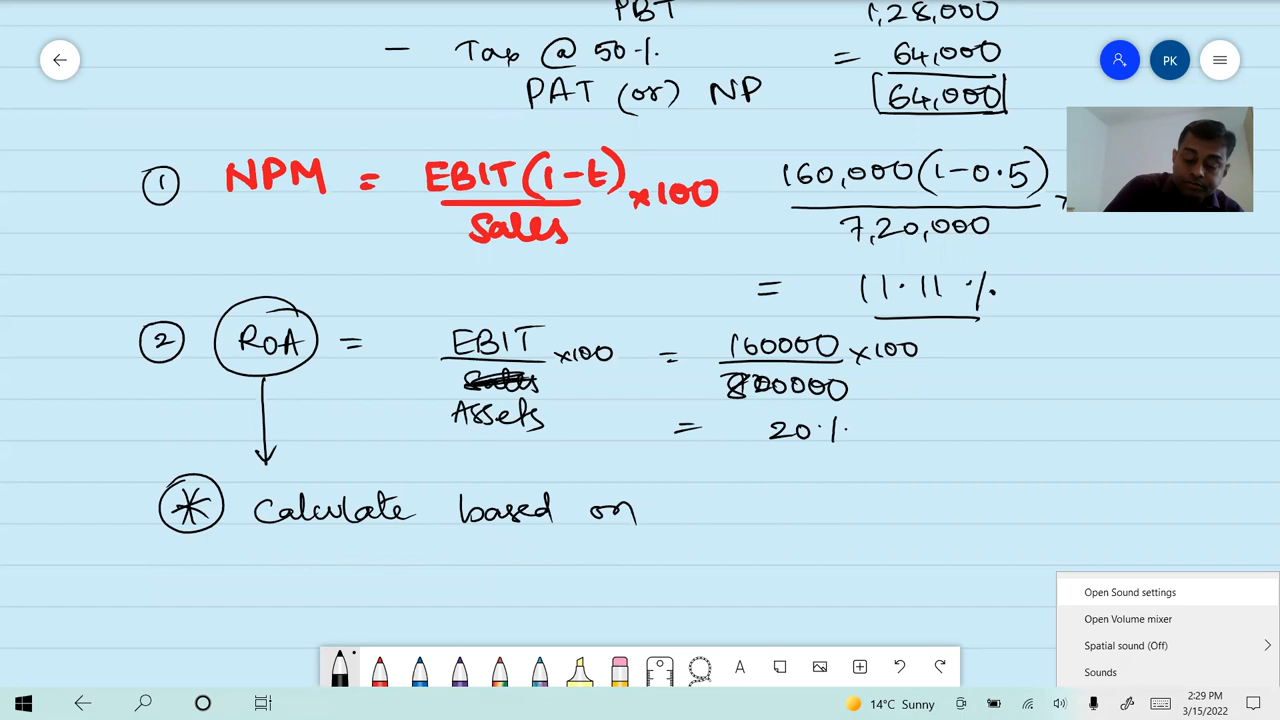 PBT 1,28,000
- Tax @ 50% = 64,000
PAT (or) NP 64,000
PK
① NPM = EBIT(1-t) / Sales ×100 160,000(1-0.5) / 7,20,000
= 11.11%
② ROA = EBIT / Assets ×100 = 160000 / 800000 ×100
= 20%
* Calculate based on
Open Sound settings
Open Volume mixer
Spatial sound (Off)
Sounds
A
14°C Sunny
2:29 PM
3/15/2022